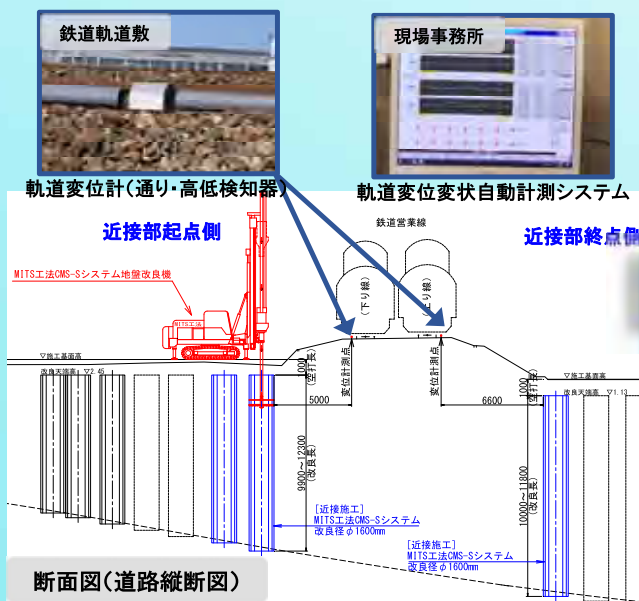 鉄道軌道敷
現場事務所
軌道変位計(通り・高低検知器)
軌道変位変状自動計測システム
近接部起点側
鉄道営業線
近接部終点側
MITS工法CMS-Sシステム地盤改良機
MITS工法
(下り線)
(上り線)
▽施工基面高
改良天端高 ▽2.45
1000
(空打長)
変位計測点
変位計測点
5000
6600
▽施工基面高
改良天端高 ▽1.13
1000
(空打長)
9900~12300
(改良長)
10000~11800
(改良長)
[近接施工]
MITS工法CMS-Sシステム
改良径φ1600mm
[近接施工]
MITS工法CMS-Sシステム
改良径φ1600mm
断面図(道路縦断図)